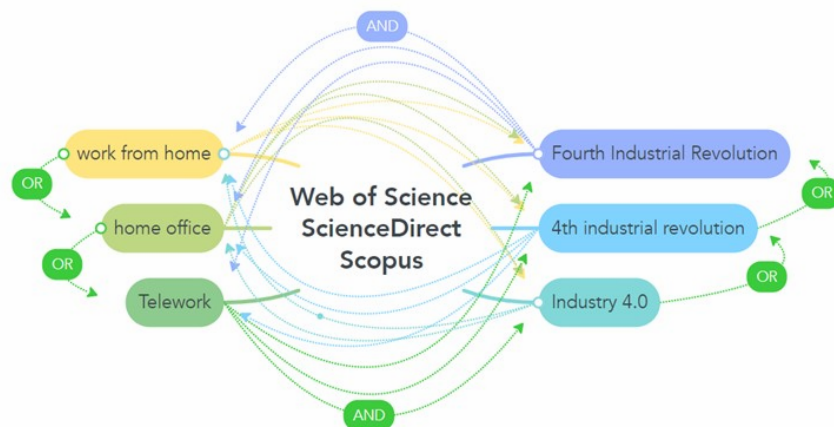 AND
work from home
Fourth Industrial Revolution
OR
OR
Web of Science
ScienceDirect
Scopus
home office
4th industrial revolution
OR
OR
Telework
Industry 4.0
AND